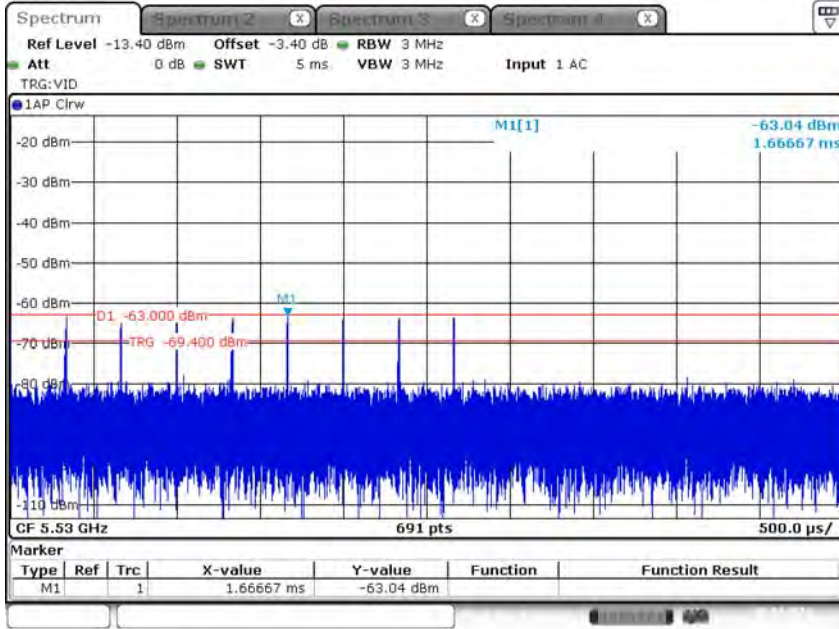 Spectrum Spectrum 2 X Spectrum 3 X Spectrum 4 X
Ref Level -13.40 dBm Offset -3.40 dB RBW 3 MHz
Att 0 dB SWT 5 ms VBW 3 MHz Input 1 AC
TRG:VID
1AP Clrw
M1[1] -63.04 dBm
1.66667 ms
-20 dBm
-30 dBm
-40 dBm
-50 dBm
-60 dBm
M1
D1 -63.000 dBm
-70 dBm
TRG -69.400 dBm
-80 dBm
-110 dBm
CF 5.53 GHz 691 pts 500.0 µs/
Marker
Type Ref Trc X-value Y-value Function Function Result
M1 1 1.66667 ms -63.04 dBm